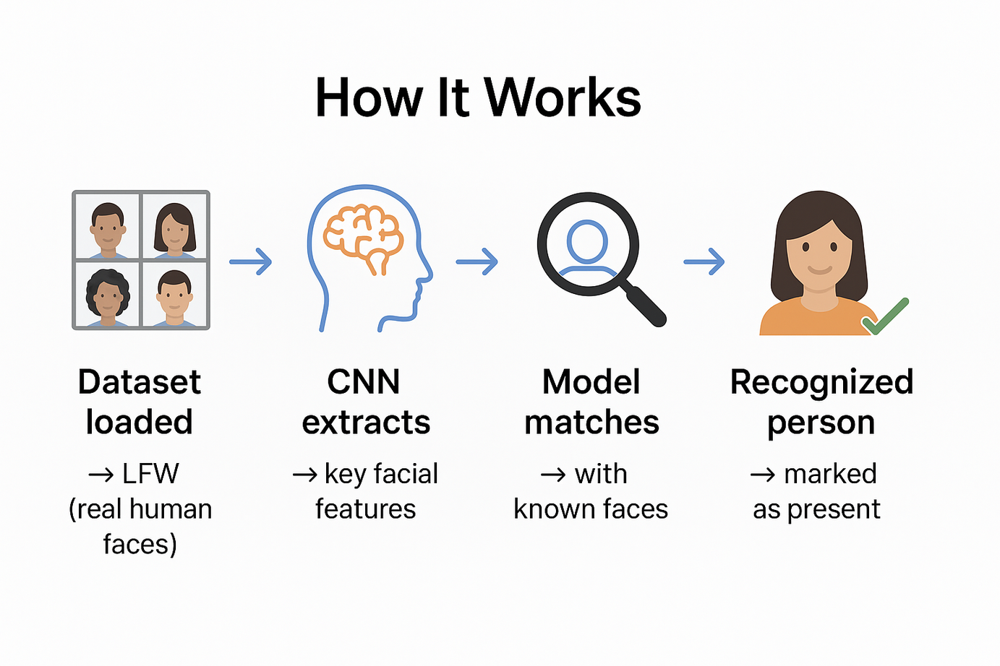 How It Works
Dataset
loaded
→ LFW
(real human
faces)
CNN
extracts
→ key facial
features
Model
matches
→ with
known faces
Recognized
person
→ marked
as present